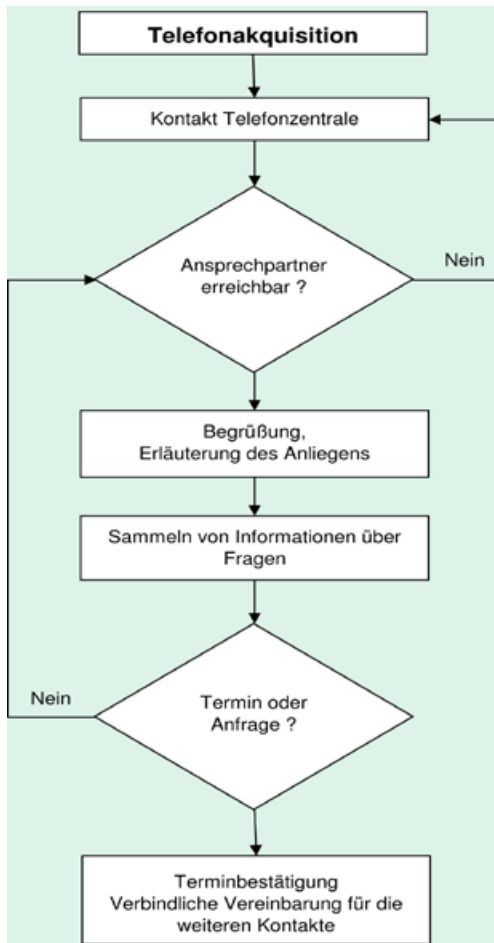 Telefonakquisition
Kontakt Telefonzentrale
Ansprechpartner
erreichbar ?
Nein
Begrüßung,
Erläuterung des Anliegens
Sammeln von Informationen über
Fragen
Nein
Termin oder
Anfrage ?
Terminbestätigung
Verbindliche Vereinbarung für die
weiteren Kontakte